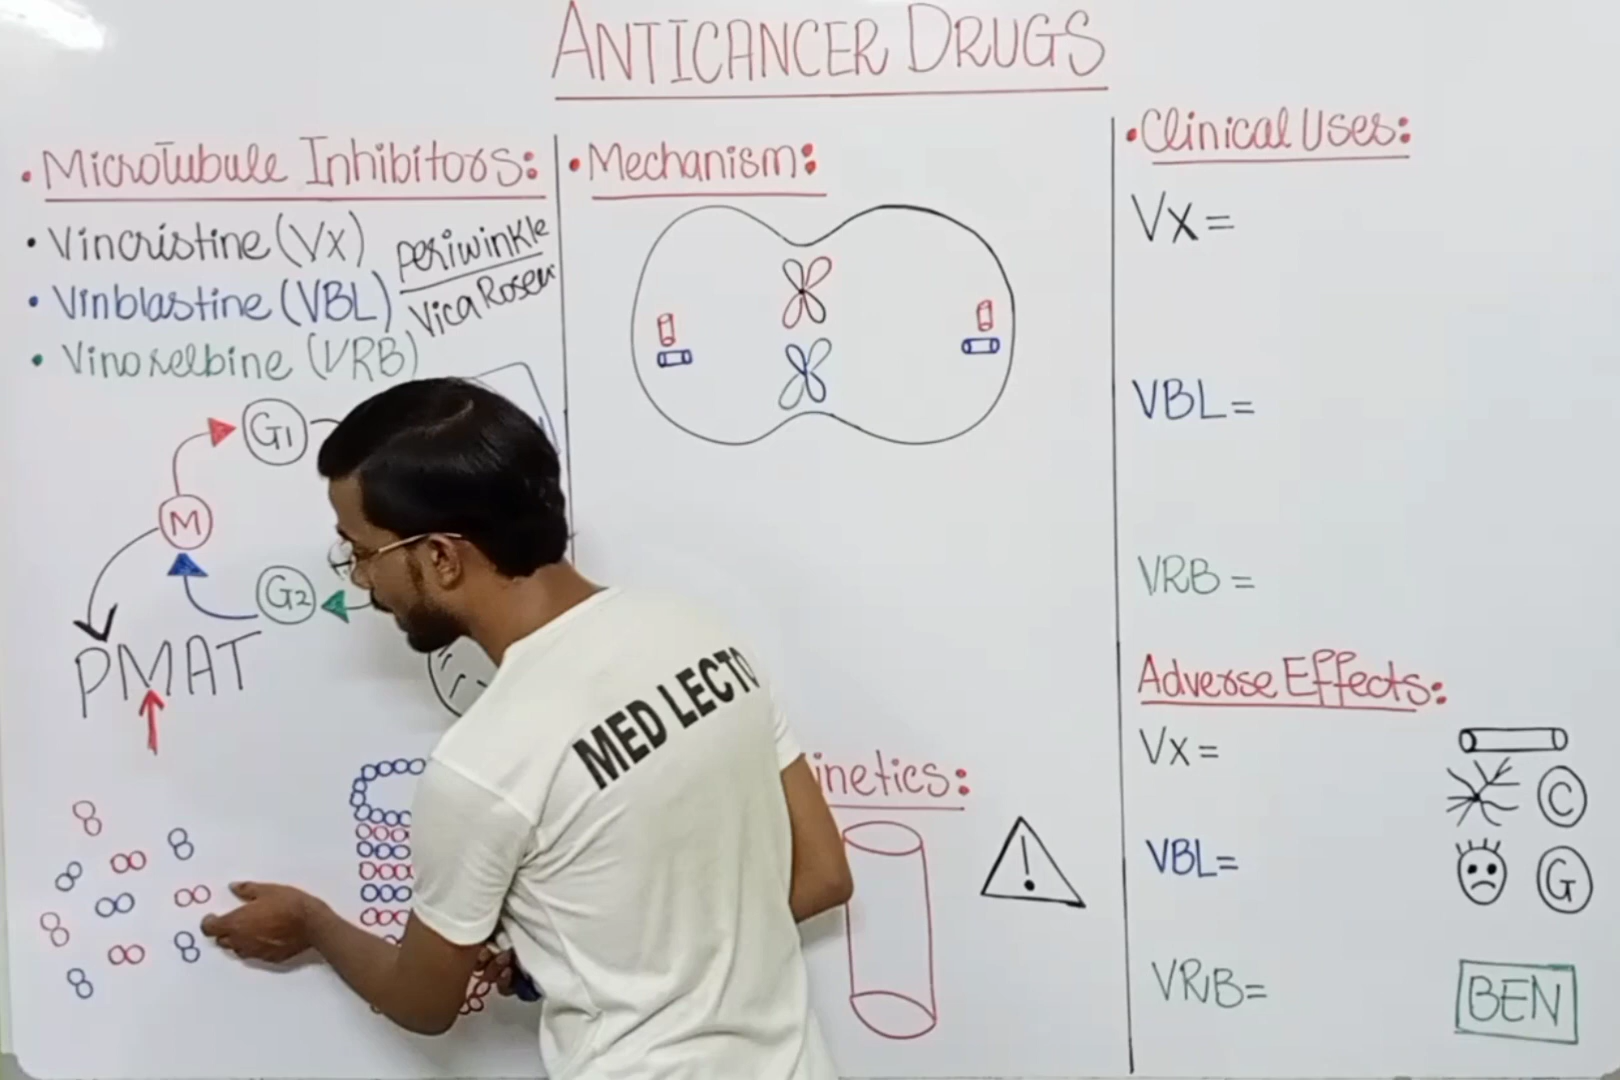 ANTICANCER DRUGS
• MicroTubule Inhibitors:
• Vincristine (Vx)
• Vinblastine (VBL)
• Vinorelbine (VRB)
periwinkle
Vica Rosea
G1
M
G2
PMAT
• Mechanism:
inetics:
!
MED LECTO
• Clinical Uses:
Vx =
VBL =
VRB =
Adverse Effects:
Vx =
C
VBL =
G
VRB =
BEN